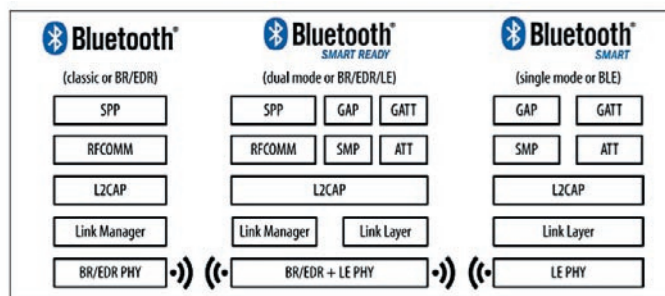 Bluetooth®
(classic or BR/EDR)
SPP
RFCOMM
L2CAP
Link Manager
BR/EDR PHY
Bluetooth®
SMART READY
(dual mode or BR/EDR/LE)
SPP GAP GATT
RFCOMM SMP ATT
L2CAP
Link Manager Link Layer
BR/EDR + LE PHY
Bluetooth®
SMART
(single mode or BLE)
GAP GATT
SMP ATT
L2CAP
Link Layer
LE PHY